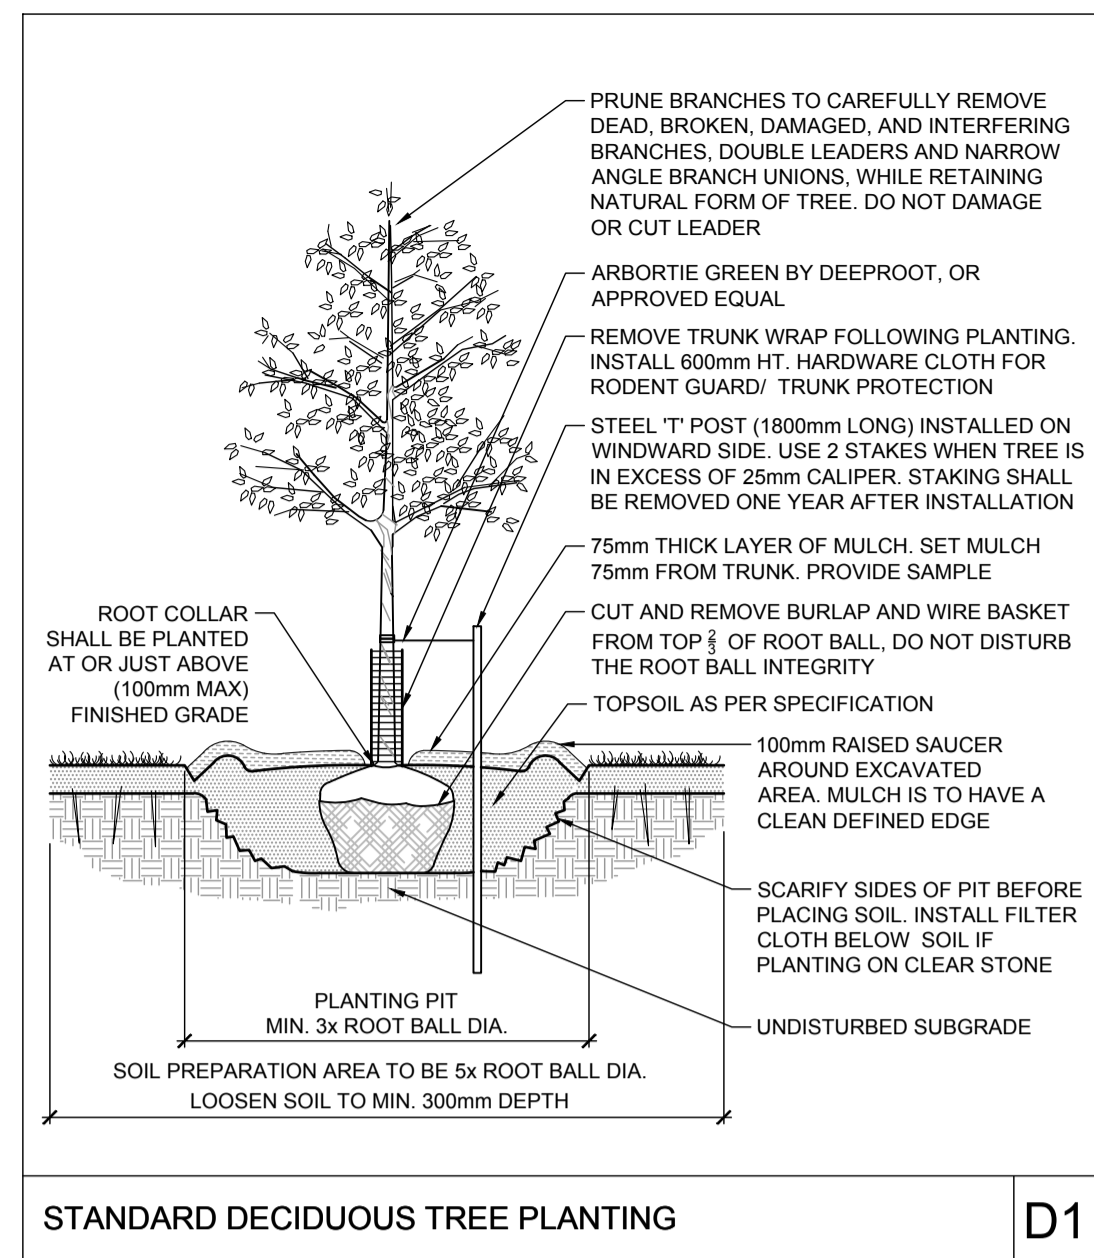 PRUNE BRANCHES TO CAREFULLY REMOVE
DEAD, BROKEN, DAMAGED, AND INTERFERING
BRANCHES, DOUBLE LEADERS AND NARROW
ANGLE BRANCH UNIONS, WHILE RETAINING
NATURAL FORM OF TREE. DO NOT DAMAGE
OR CUT LEADER
ARBORTIE GREEN BY DEEPROOT, OR
APPROVED EQUAL
REMOVE TRUNK WRAP FOLLOWING PLANTING.
INSTALL 600mm HT. HARDWARE CLOTH FOR
RODENT GUARD/ TRUNK PROTECTION
STEEL 'T' POST (1800mm LONG) INSTALLED ON
WINDWARD SIDE. USE 2 STAKES WHEN TREE IS
IN EXCESS OF 25mm CALIPER. STAKING SHALL
BE REMOVED ONE YEAR AFTER INSTALLATION
75mm THICK LAYER OF MULCH. SET MULCH
75mm FROM TRUNK. PROVIDE SAMPLE
CUT AND REMOVE BURLAP AND WIRE BASKET
FROM TOP 2/3 OF ROOT BALL, DO NOT DISTURB
THE ROOT BALL INTEGRITY
TOPSOIL AS PER SPECIFICATION
ROOT COLLAR
SHALL BE PLANTED
AT OR JUST ABOVE
(100mm MAX)
FINISHED GRADE
100mm RAISED SAUCER
AROUND EXCAVATED
AREA. MULCH IS TO HAVE A
CLEAN DEFINED EDGE
SCARIFY SIDES OF PIT BEFORE
PLACING SOIL. INSTALL FILTER
CLOTH BELOW SOIL IF
PLANTING ON CLEAR STONE
UNDISTURBED SUBGRADE
PLANTING PIT
MIN. 3x ROOT BALL DIA.
SOIL PREPARATION AREA TO BE 5x ROOT BALL DIA.
LOOSEN SOIL TO MIN. 300mm DEPTH
STANDARD DECIDUOUS TREE PLANTING
D1